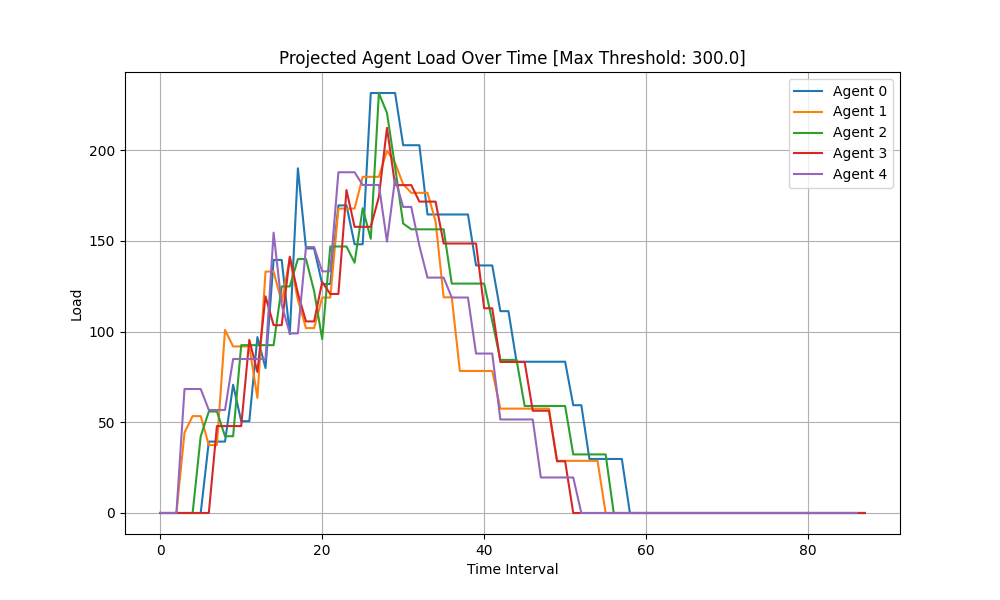 Projected Agent Load Over Time [Max Threshold: 300.0]
Agent 0
Agent 1
Agent 2
Agent 3
Agent 4
Load
200
150
100
50
0
0 20 40 60 80
Time Interval